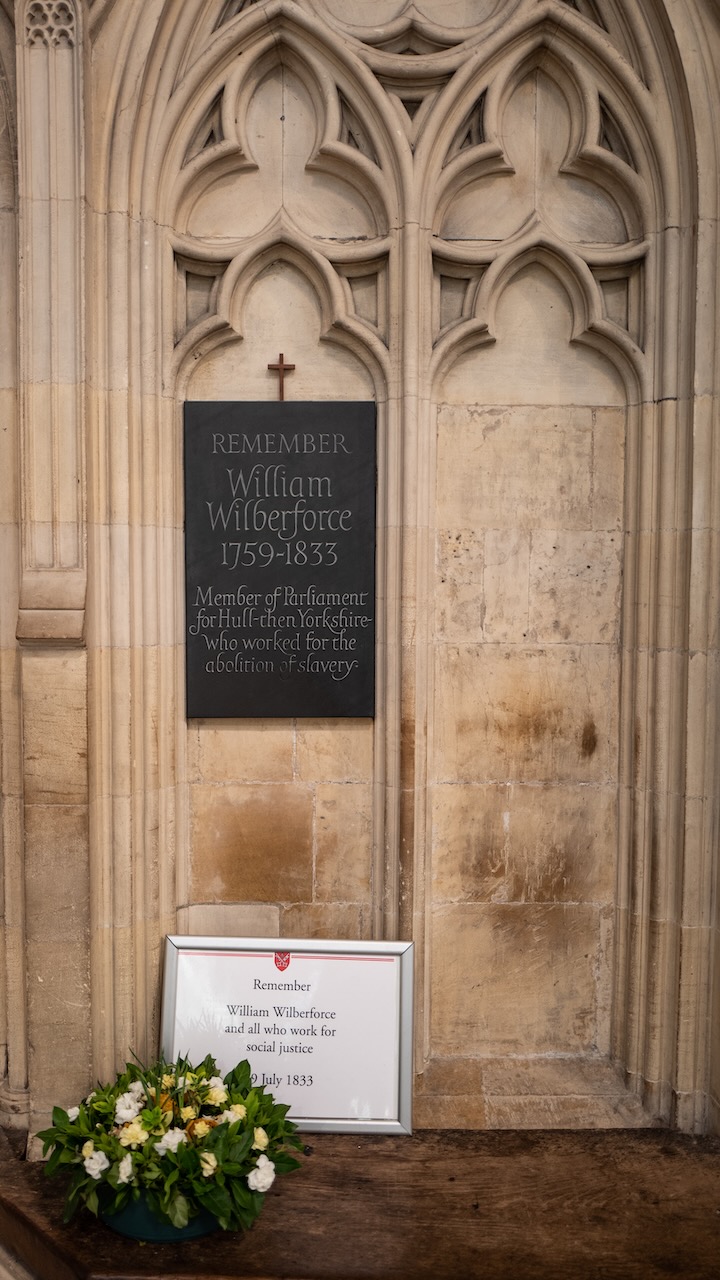 REMEMBER
William
Wilberforce
1759-1833
Member of Parliament
for Hull-then Yorkshire-
who worked for the
abolition of slavery·
Remember
William Wilberforce
and all who work for
social justice
9 July 1833